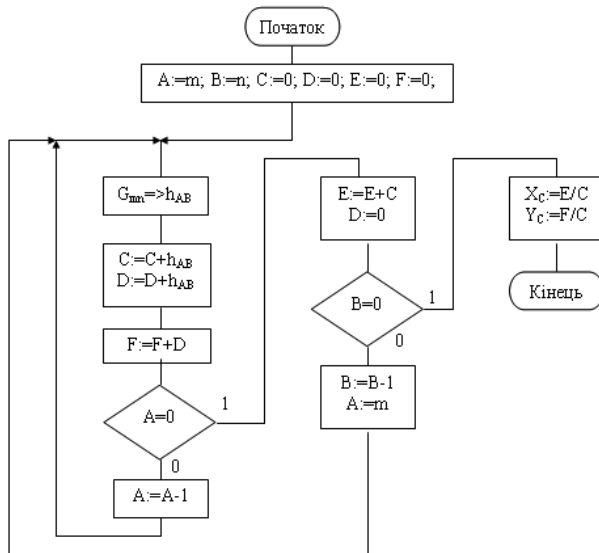 Початок
A:=m; B:=n; C:=0; D:=0; E:=0; F:=0;
Gmn=>hAB
C:=C+hAB
D:=D+hAB
F:=F+D
A=0
1
0
A:=A-1
E:=E+C
D:=0
B=0
1
0
B:=B-1
A:=m
XC:=E/C
YC:=F/C
Кінець